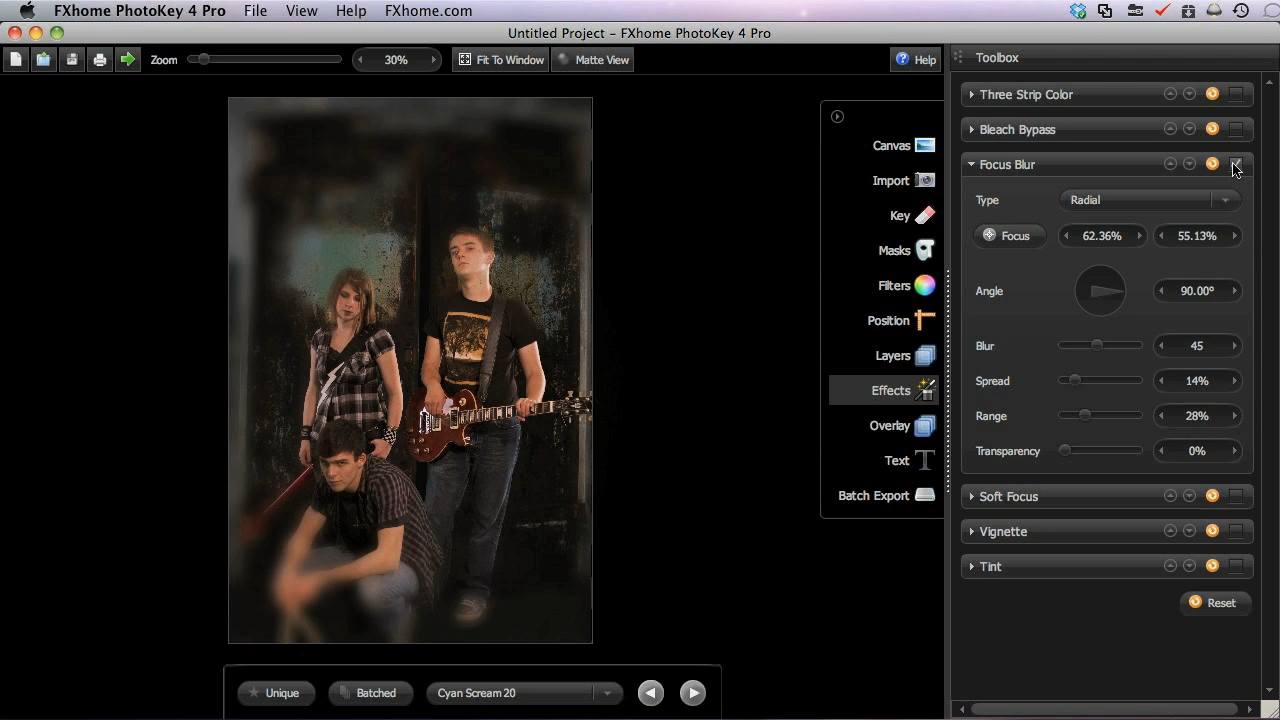 FXhome PhotoKey 4 Pro File View Help FXhome.com
Untitled Project – FXhome PhotoKey 4 Pro
Zoom 30% Fit To Window Matte View Help
Toolbox
Three Strip Color
Bleach Bypass
Focus Blur
Type Radial
Focus 62.36% 55.13%
Angle 90.00°
Blur 45
Spread 14%
Range 28%
Transparency 0%
Soft Focus
Vignette
Tint
Reset
Canvas
Import
Key
Masks
Filters
Position
Layers
Effects
Overlay
Text
Batch Export
Unique Batched Cyan Scream 20